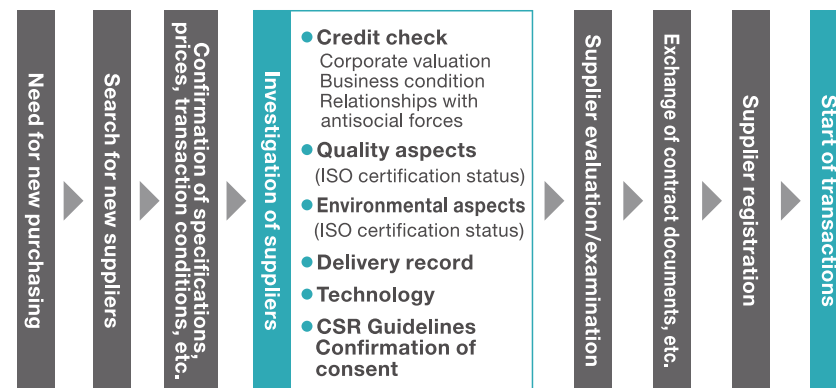 Need for new purchasing
Search for new suppliers
Confirmation of specifications,
prices, transaction conditions, etc.
Investigation of suppliers
Credit check
Corporate valuation
Business condition
Relationships with
antisocial forces
Quality aspects
(ISO certification status)
Environmental aspects
(ISO certification status)
Delivery record
Technology
CSR Guidelines
Confirmation of
consent
Supplier evaluation/examination
Exchange of contract documents, etc.
Supplier registration
Start of transactions